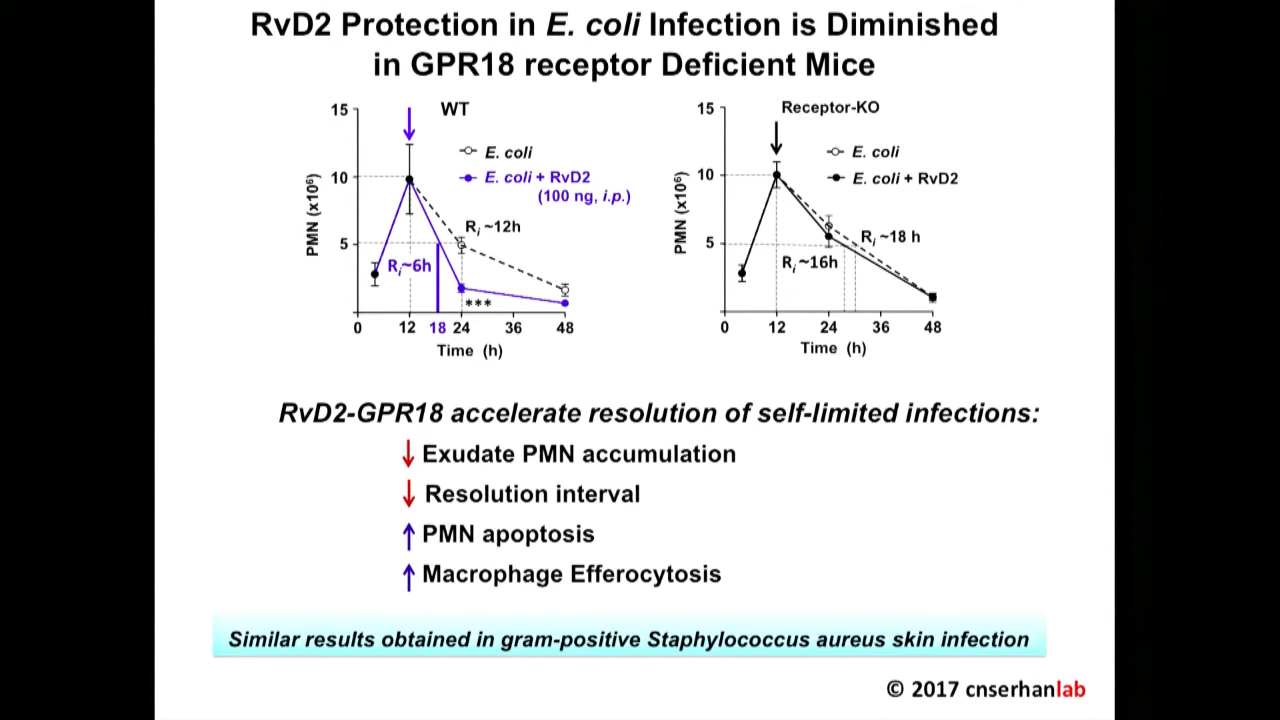 RvD2 Protection in E. coli Infection is Diminished
in GPR18 receptor Deficient Mice
WT
15
10
5
PMN (x10⁶)
E. coli
E. coli + RvD2
(100 ng, i.p.)
Ri ~12h
Ri~6h
***
0 12 18 24 36 48
Time (h)
Receptor-KO
15
10
5
PMN (x10⁶)
E. coli
E. coli + RvD2
Ri ~18 h
Ri ~16h
0 12 24 36 48
Time (h)
RvD2-GPR18 accelerate resolution of self-limited infections:
↓ Exudate PMN accumulation
↓ Resolution interval
↑ PMN apoptosis
↑ Macrophage Efferocytosis
Similar results obtained in gram-positive Staphylococcus aureus skin infection
© 2017 cnserhanlab